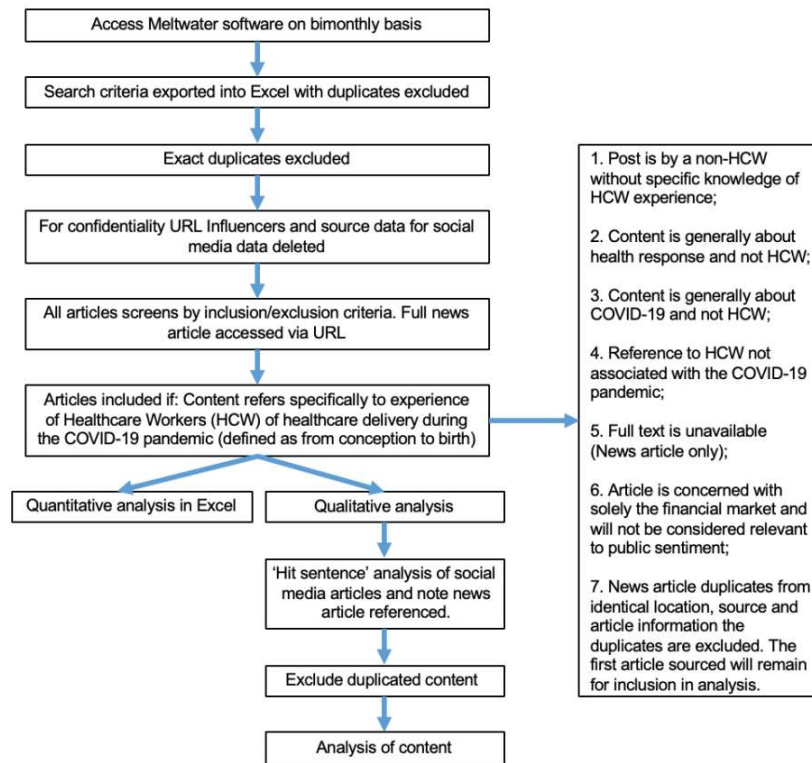 Access Meltwater software on bimonthly basis
Search criteria exported into Excel with duplicates excluded
Exact duplicates excluded
For confidentiality URL Influencers and source data for social
media data deleted
All articles screens by inclusion/exclusion criteria. Full news
article accessed via URL
Articles included if: Content refers specifically to experience
of Healthcare Workers (HCW) of healthcare delivery during
the COVID-19 pandemic (defined as from conception to birth)
Quantitative analysis in Excel
Qualitative analysis
‘Hit sentence’ analysis of social
media articles and note news
article referenced.
Exclude duplicated content
Analysis of content
1. Post is by a non-HCW
without specific knowledge of
HCW experience;
2. Content is generally about
health response and not HCW;
3. Content is generally about
COVID-19 and not HCW;
4. Reference to HCW not
associated with the COVID-19
pandemic;
5. Full text is unavailable
(News article only);
6. Article is concerned with
solely the financial market and
will not be considered relevant
to public sentiment;
7. News article duplicates from
identical location, source and
article information the
duplicates are excluded. The
first article sourced will remain
for inclusion in analysis.